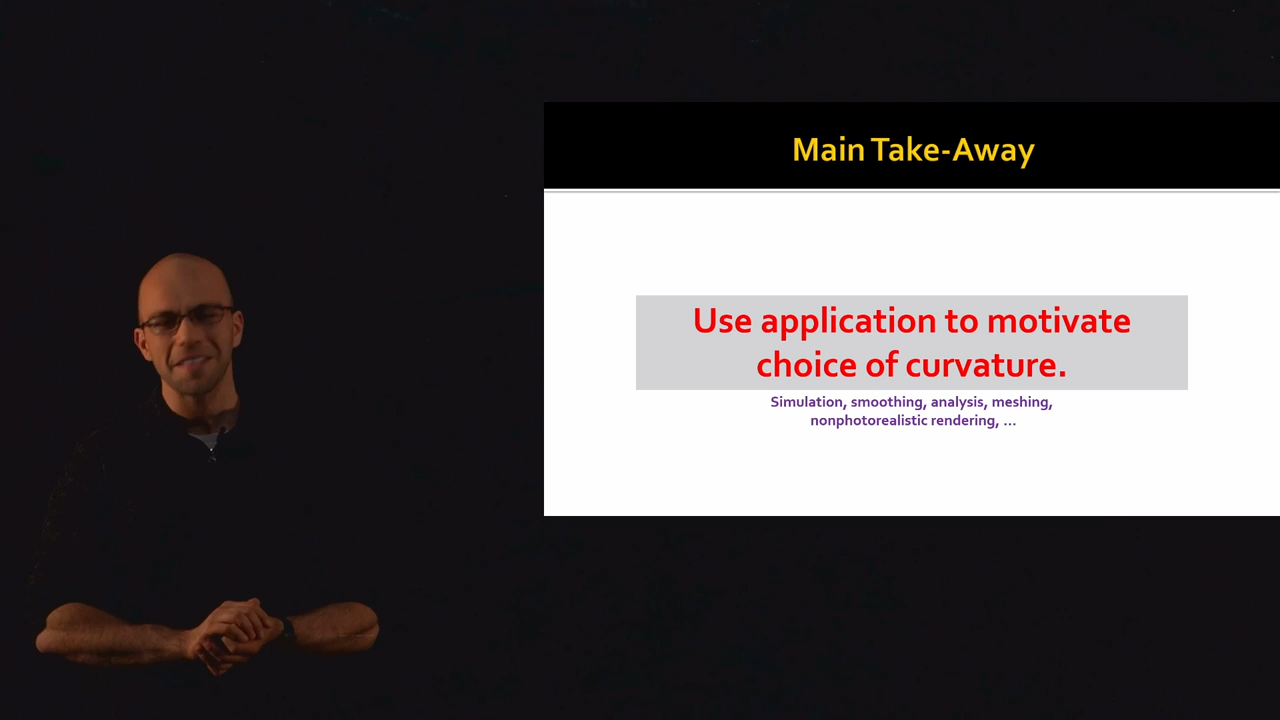 Main Take-Away
Use application to motivate
choice of curvature.
Simulation, smoothing, analysis, meshing,
nonphotorealistic rendering, ...